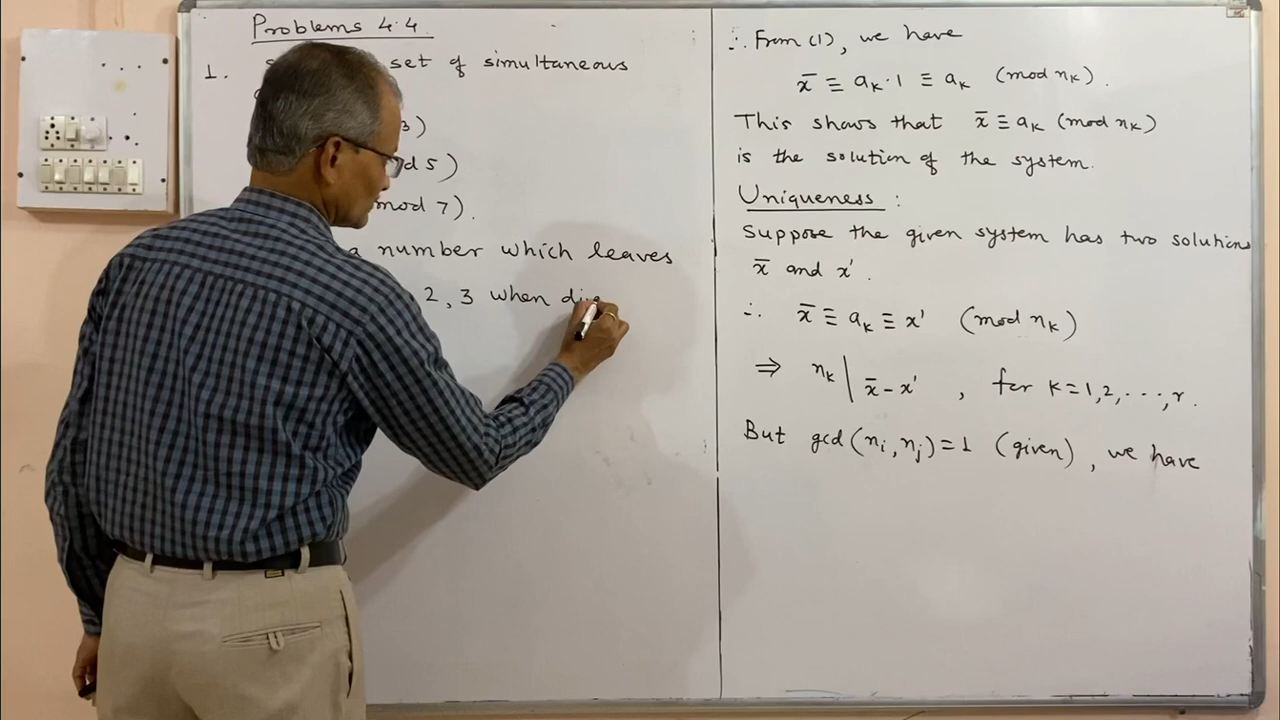 Problems 4.4
1. set of simultaneous
3)
d 5)
mod 7).
a number which leaves
2, 3 when
∴ From (1), we have
x̄ ≡ aₖ·1 ≡ aₖ (mod nₖ).
This shows that x̄ ≡ aₖ (mod nₖ)
is the solution of the system.
Uniqueness :
Suppose the given system has two solutions
x̄ and x'.
∴ x̄ ≡ aₖ ≡ x' (mod nₖ)
⇒ nₖ | x̄ - x' , for k=1,2,...,r.
But gcd(nᵢ, nⱼ)=1 (given), we have